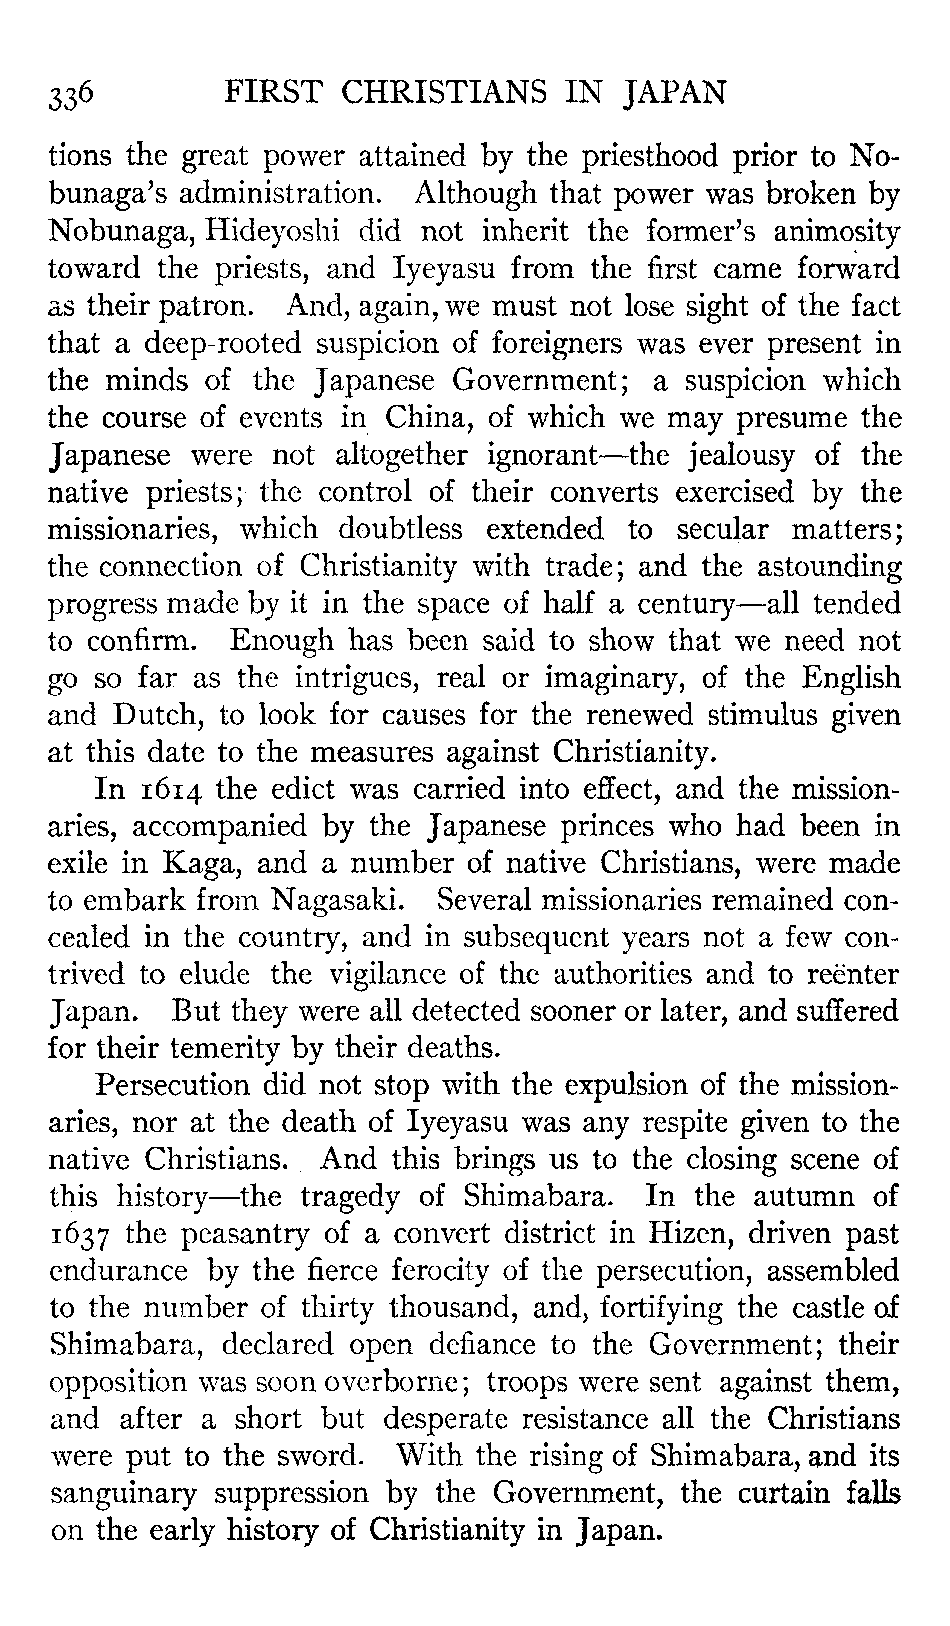 336 FIRST CHRISTIANS IN JAPAN
tions the great power attained by the priesthood prior to No-
bunaga's administration. Although that power was broken by
Nobunaga, Hideyoshi did not inherit the former's animosity
toward the priests, and Iyeyasu from the first came forward
as their patron. And, again, we must not lose sight of the fact
that a deep-rooted suspicion of foreigners was ever present in
the minds of the Japanese Government; a suspicion which
the course of events in China, of which we may presume the
Japanese were not altogether ignorant—the jealousy of the
native priests; the control of their converts exercised by the
missionaries, which doubtless extended to secular matters;
the connection of Christianity with trade; and the astounding
progress made by it in the space of half a century—all tended
to confirm. Enough has been said to show that we need not
go so far as the intrigues, real or imaginary, of the English
and Dutch, to look for causes for the renewed stimulus given
at this date to the measures against Christianity.
In 1614 the edict was carried into effect, and the mission-
aries, accompanied by the Japanese princes who had been in
exile in Kaga, and a number of native Christians, were made
to embark from Nagasaki. Several missionaries remained con-
cealed in the country, and in subsequent years not a few con-
trived to elude the vigilance of the authorities and to reënter
Japan. But they were all detected sooner or later, and suffered
for their temerity by their deaths.
Persecution did not stop with the expulsion of the mission-
aries, nor at the death of Iyeyasu was any respite given to the
native Christians. And this brings us to the closing scene of
this history—the tragedy of Shimabara. In the autumn of
1637 the peasantry of a convert district in Hizen, driven past
endurance by the fierce ferocity of the persecution, assembled
to the number of thirty thousand, and, fortifying the castle of
Shimabara, declared open defiance to the Government; their
opposition was soon overborne; troops were sent against them,
and after a short but desperate resistance all the Christians
were put to the sword. With the rising of Shimabara, and its
sanguinary suppression by the Government, the curtain falls
on the early history of Christianity in Japan.